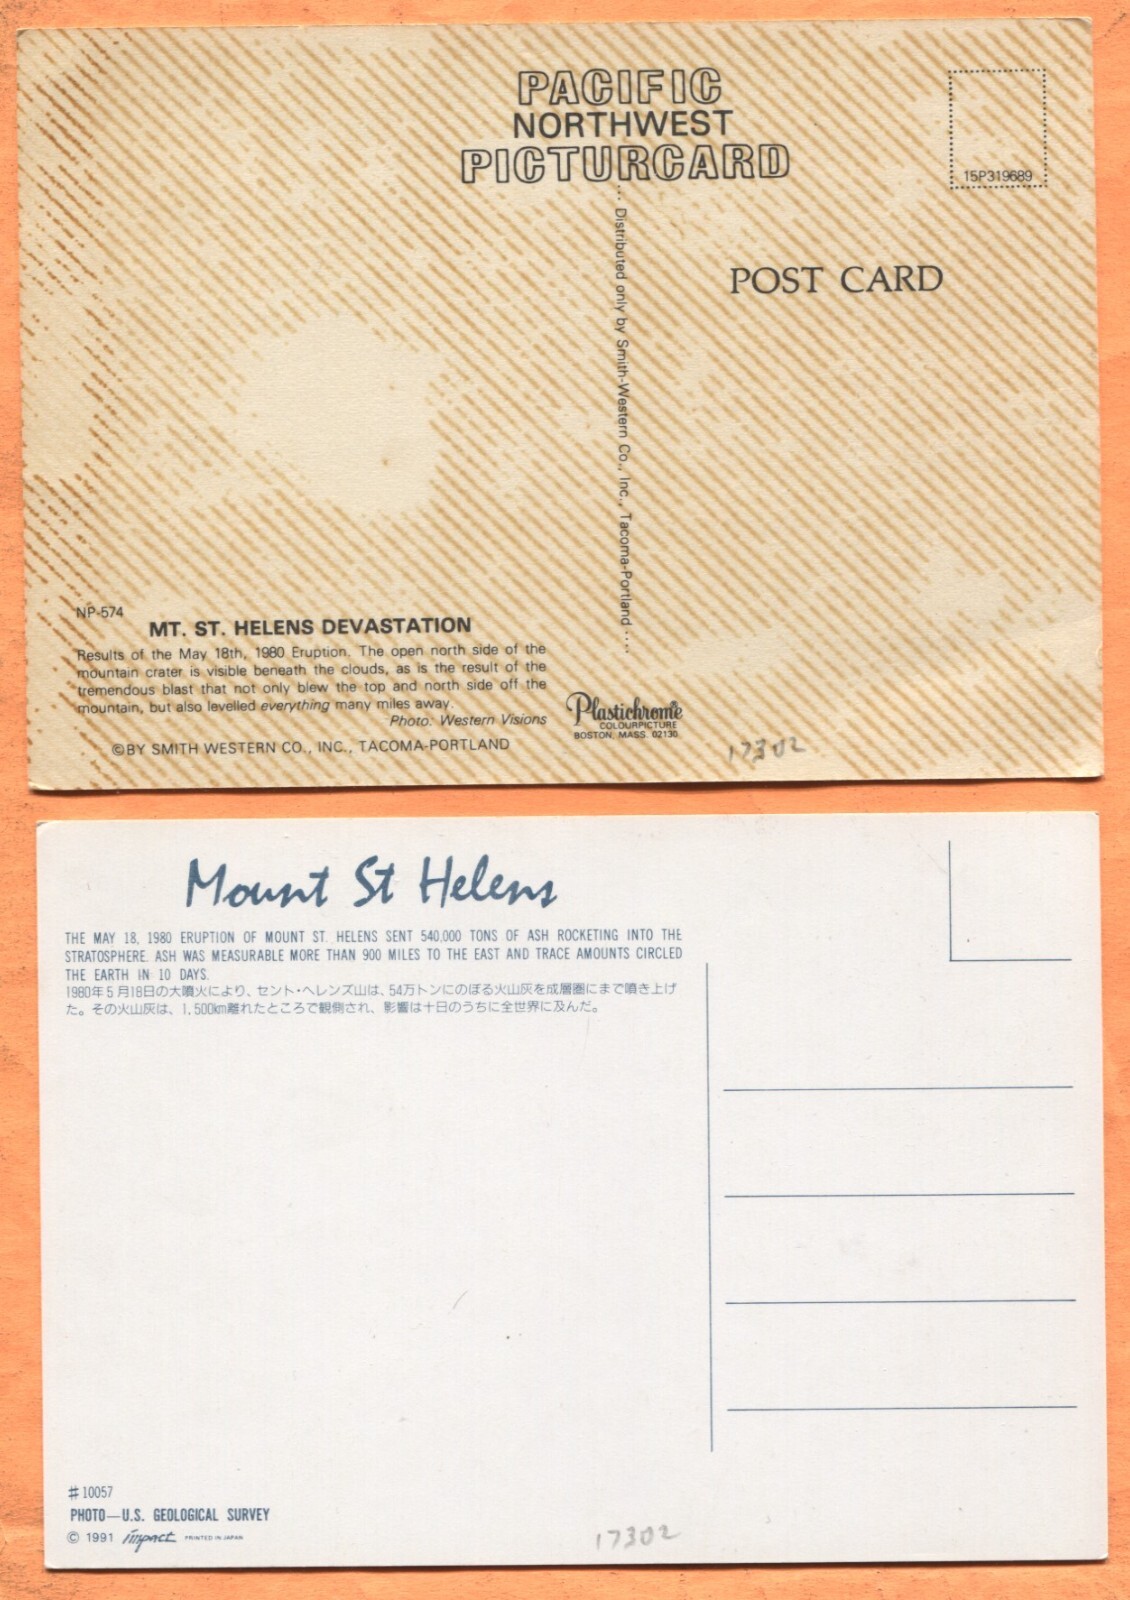 PACIFIC
NORTHWEST
PICTURCARD
15P319689
POST CARD
... Distributed only by Smith-Western Co., Inc., Tacoma-Portland ....
NP-574
MT. ST. HELENS DEVASTATION
Results of the May 18th, 1980 Eruption. The open north side of the
mountain crater is visible beneath the clouds, as is the result of the
tremendous blast that not only blew the top and north side off the
mountain, but also levelled everything many miles away.
Photo: Western Visions
©BY SMITH WESTERN CO., INC., TACOMA-PORTLAND
Plastichrome®
COLOURPICTURE
BOSTON, MASS. 02130
17302
Mount St Helens
THE MAY 18, 1980 ERUPTION OF MOUNT ST. HELENS SENT 540,000 TONS OF ASH ROCKETING INTO THE
STRATOSPHERE. ASH WAS MEASURABLE MORE THAN 900 MILES TO THE EAST AND TRACE AMOUNTS CIRCLED
THE EARTH IN 10 DAYS.
1980年5月18日の大噴火により、セント・ヘレンズ山は、54万トンにのぼる火山灰を成層圏にまで噴き上げ
た。その火山灰は、1,500km離れたところで観側され、影響は十日のうちに全世界に及んだ。
#10057
PHOTO—U.S. GEOLOGICAL SURVEY
© 1991 impact PRINTED IN JAPAN
17302